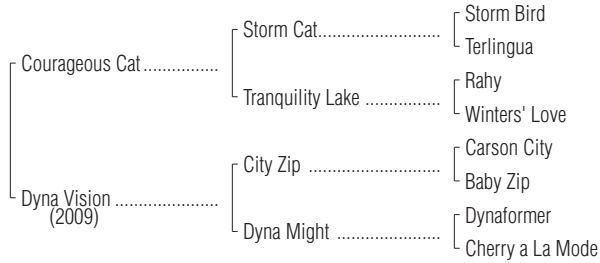 Storm Bird
Storm Cat..........................
Terlingua
Courageous Cat................
Rahy
Tranquility Lake ................
Winters' Love
Carson City
City Zip ............................
Baby Zip
Dyna Vision ......................
(2009)
Dynaformer
Dyna Might ......................
Cherry a La Mode